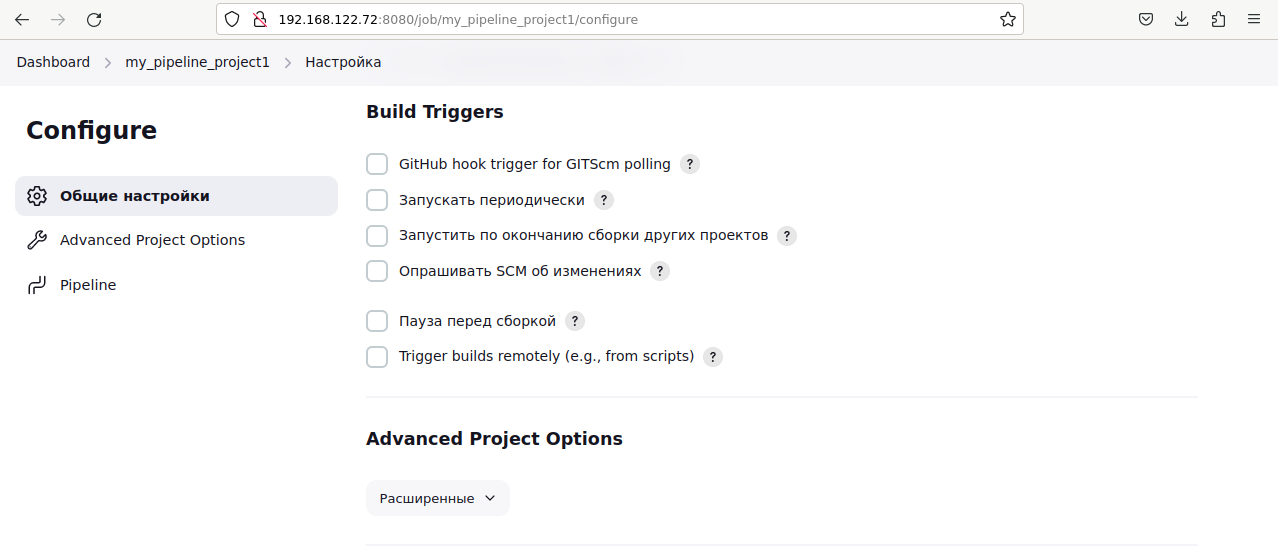 192.168.122.72:8080/job/my_pipeline_project1/configure
Dashboard > my_pipeline_project1 > Настройка
Configure
Общие настройки
Advanced Project Options
Pipeline
Build Triggers
GitHub hook trigger for GITScm polling ?
Запускать периодически ?
Запустить по окончанию сборки других проектов ?
Опрашивать SCM об изменениях ?
Пауза перед сборкой ?
Trigger builds remotely (e.g., from scripts) ?
Advanced Project Options
Расширенные